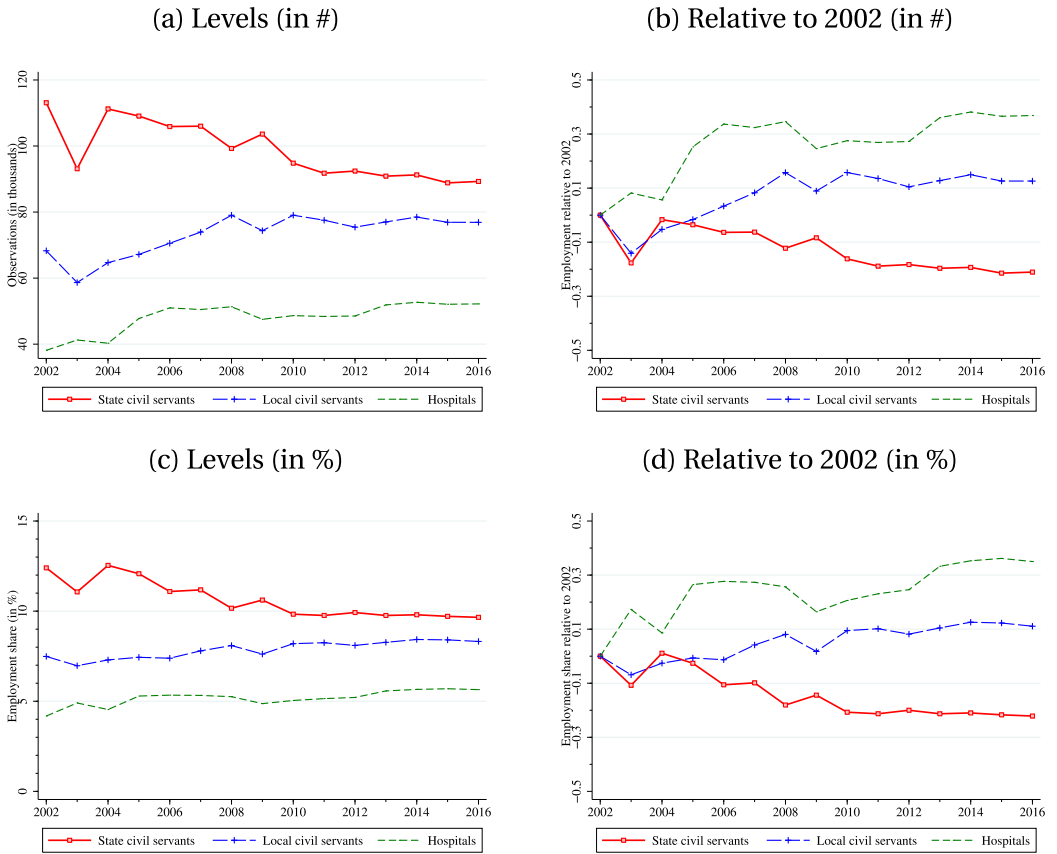 (a) Levels (in #)
Observations (in thousands)
120
100
80
60
40
2002 2004 2006 2008 2010 2012 2014 2016
State civil servants Local civil servants Hospitals
(b) Relative to 2002 (in #)
Employment relative to 2002
0.5
0.3
0.1
−0.1
−0.3
−0.5
2002 2004 2006 2008 2010 2012 2014 2016
State civil servants Local civil servants Hospitals
(c) Levels (in %)
Employment share (in %)
15
10
5
0
2002 2004 2006 2008 2010 2012 2014 2016
State civil servants Local civil servants Hospitals
(d) Relative to 2002 (in %)
Employment share relative to 2002
0.5
0.3
0.1
−0.1
−0.3
−0.5
2002 2004 2006 2008 2010 2012 2014 2016
State civil servants Local civil servants Hospitals